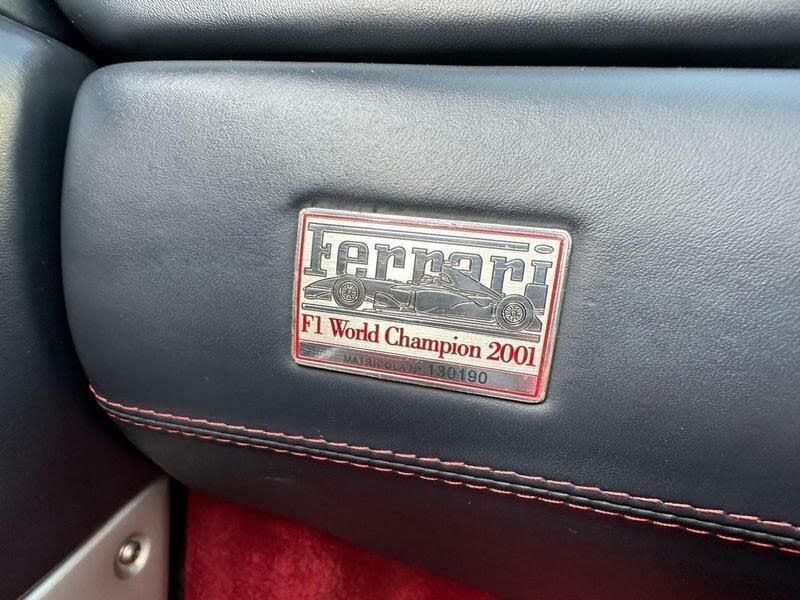 Ferrari
F1 World Champion 2001
MATRICOLA N° 130190